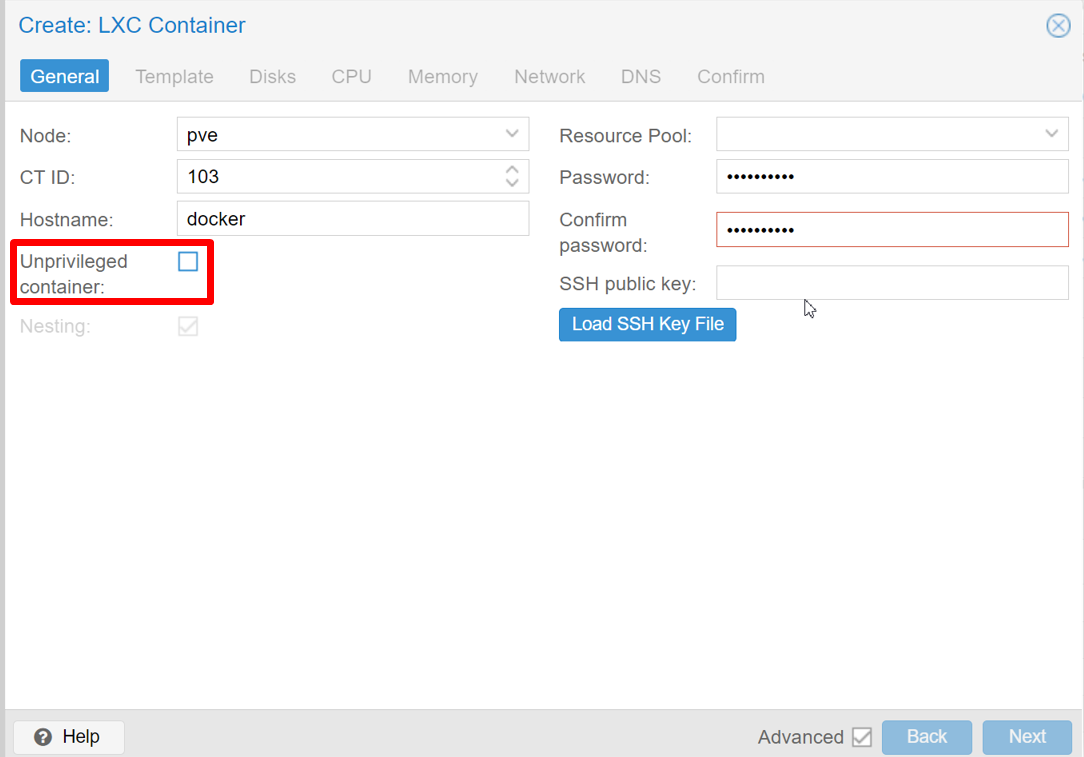 Create: LXC Container
General Template Disks CPU Memory Network DNS Confirm
Node: pve
CT ID: 103
Hostname: docker
Unprivileged
container:
Nesting:
Resource Pool:
Password: ••••••••••
Confirm
password: ••••••••••
SSH public key:
Load SSH Key File
Help
Advanced Back Next